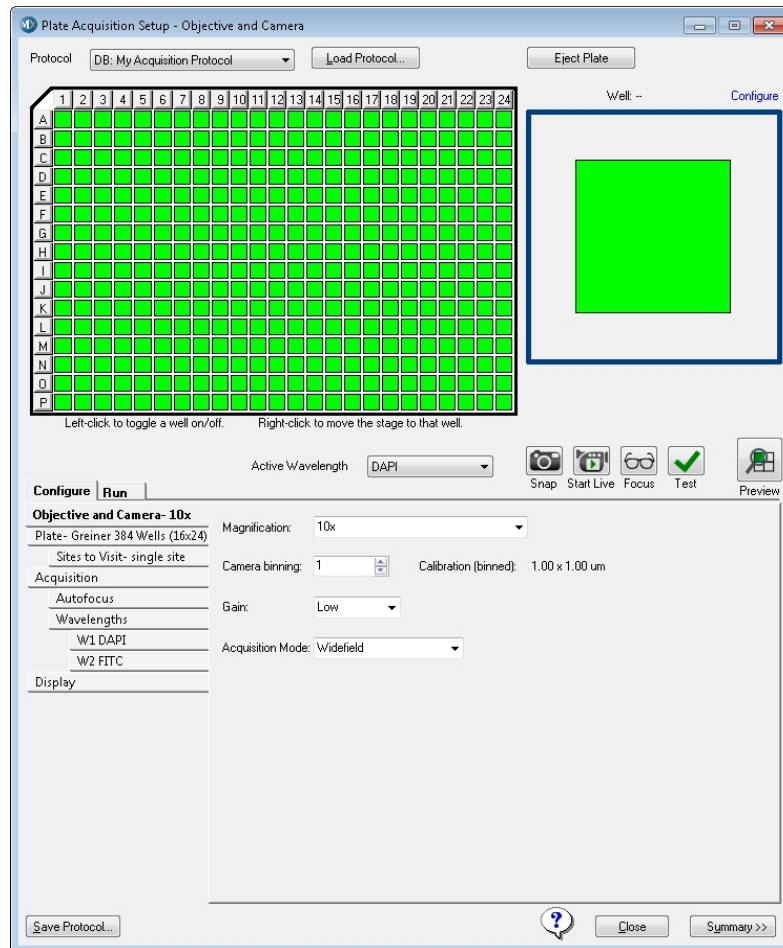 Plate Acquisition Setup - Objective and Camera
Protocol DB: My Acquisition Protocol Load Protocol... Eject Plate
Well: -- Configure
1 2 3 4 5 6 7 8 9 10 11 12 13 14 15 16 17 18 19 20 21 22 23 24
A
B
C
D
E
F
G
H
I
J
K
L
M
N
O
P
Left-click to toggle a well on/off. Right-click to move the stage to that well.
Active Wavelength DAPI
Snap Start Live Focus Test Preview
Configure Run
Objective and Camera- 10x
Plate- Greiner 384 Wells (16x24)
Sites to Visit- single site
Acquisition
Autofocus
Wavelengths
W1 DAPI
W2 FITC
Display
Magnification: 10x
Camera binning: 1 Calibration (binned): 1.00 x 1.00 um
Gain: Low
Acquisition Mode: Widefield
Save Protocol... ? Close Summary >>